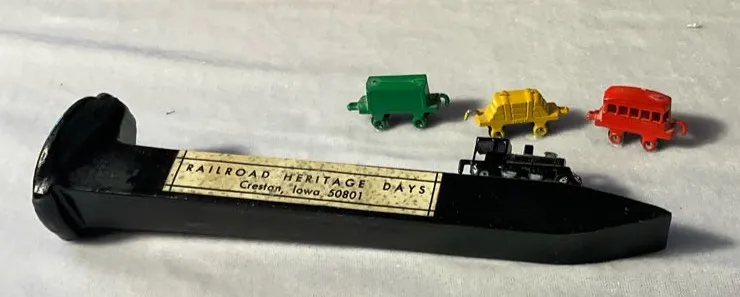 RAILROAD HERITAGE DAYS
Creston, Iowa 50801